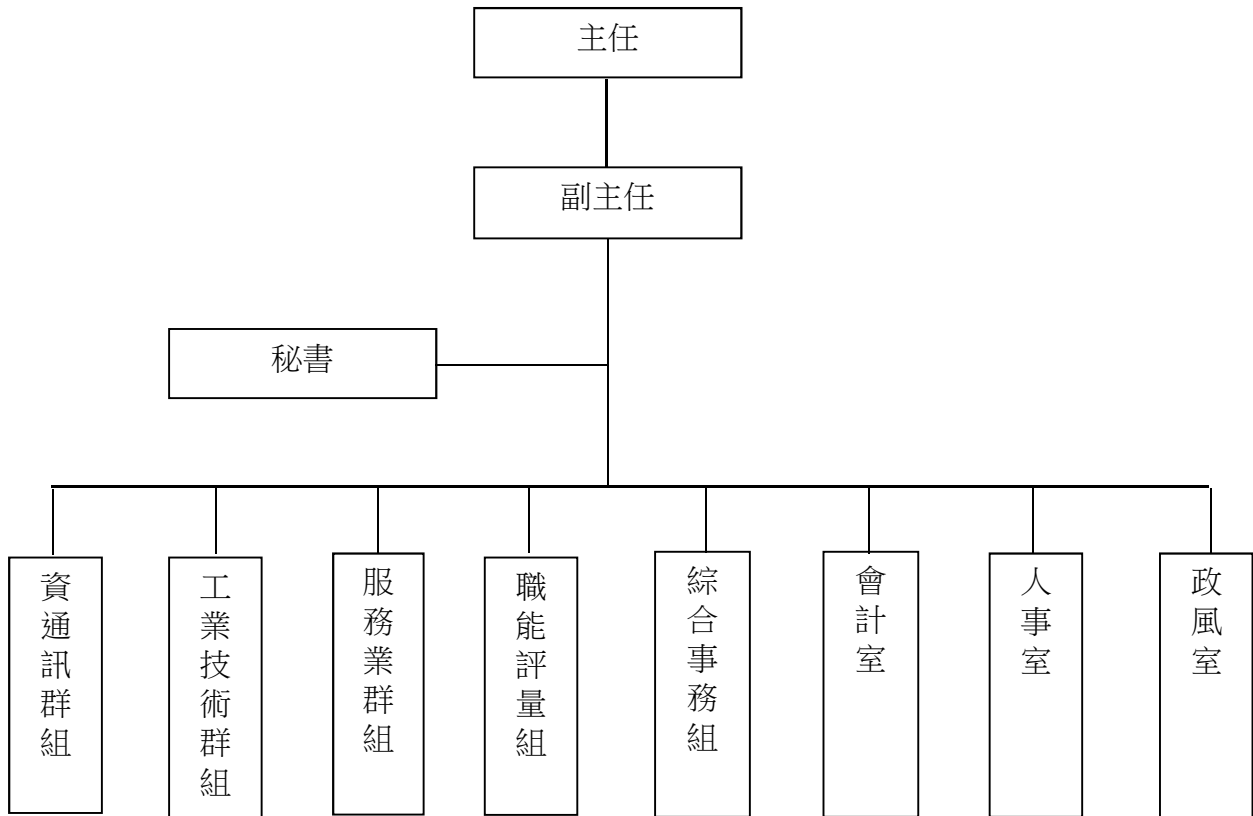 主任
副主任
秘書
資通訊群組
工業技術群組
服務業群組
職能評量組
綜合事務組
會計室
人事室
政風室